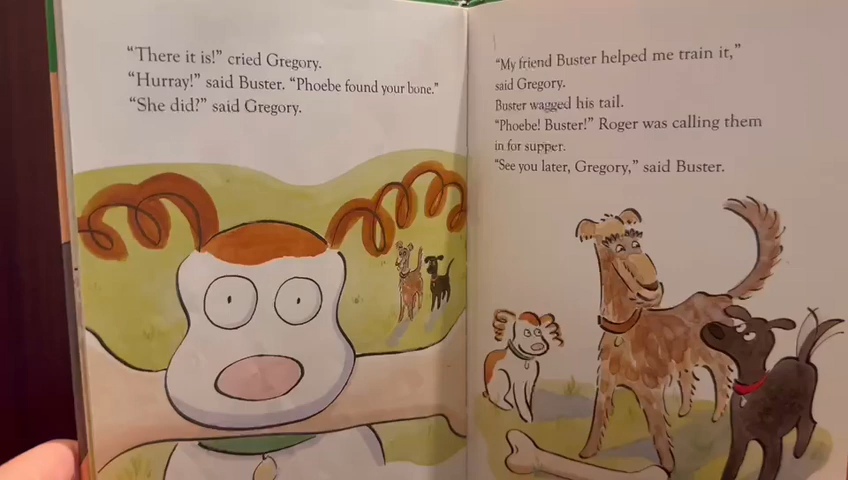 “There it is!” cried Gregory.
“Hurray!” said Buster. “Phoebe found your bone.”
“She did?” said Gregory.
“My friend Buster helped me train it,”
said Gregory.
Buster wagged his tail.
“Phoebe! Buster!” Roger was calling them
in for supper.
“See you later, Gregory,” said Buster.